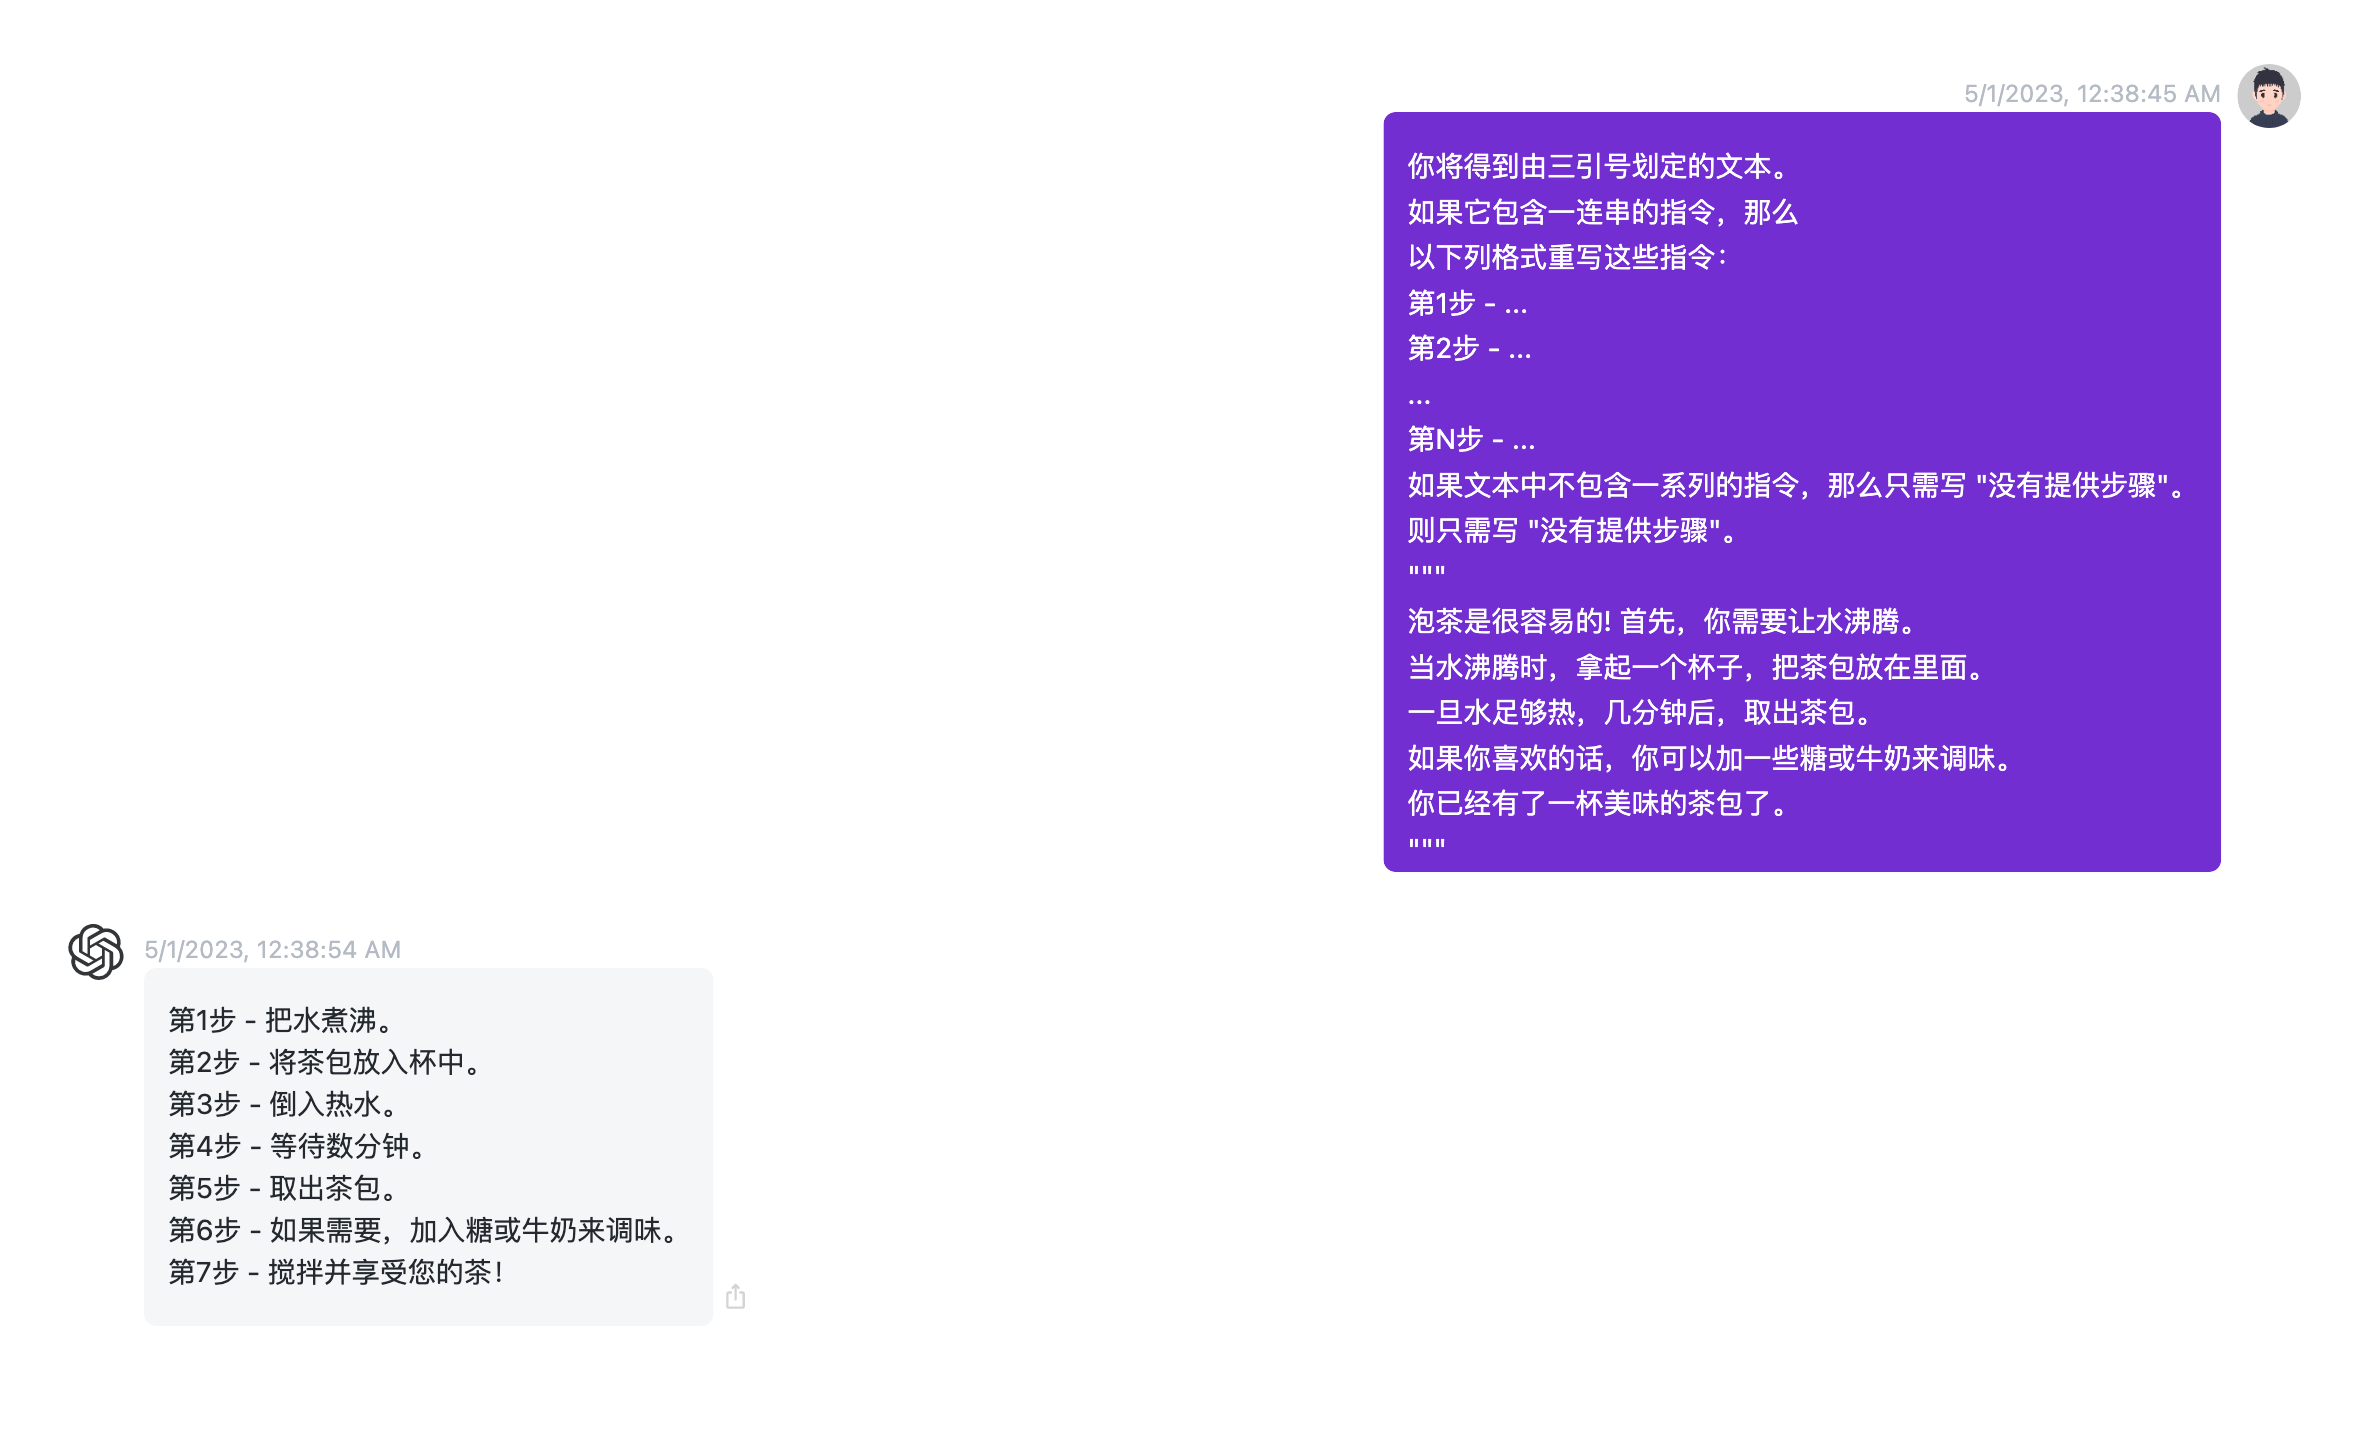 5/1/2023, 12:38:45 AM
你将得到由三引号划定的文本。
如果它包含一连串的指令，那么
以下列格式重写这些指令：
第1步 - ...
第2步 - ...
...
第N步 - ...
如果文本中不包含一系列的指令，那么只需写 "没有提供步骤"。
则只需写 "没有提供步骤"。
"""
泡茶是很容易的! 首先，你需要让水沸腾。
当水沸腾时，拿起一个杯子，把茶包放在里面。
一旦水足够热，几分钟后，取出茶包。
如果你喜欢的话，你可以加一些糖或牛奶来调味。
你已经有了一杯美味的茶包了。
"""
5/1/2023, 12:38:54 AM
第1步 - 把水煮沸。
第2步 - 将茶包放入杯中。
第3步 - 倒入热水。
第4步 - 等待数分钟。
第5步 - 取出茶包。
第6步 - 如果需要，加入糖或牛奶来调味。
第7步 - 搅拌并享受您的茶！